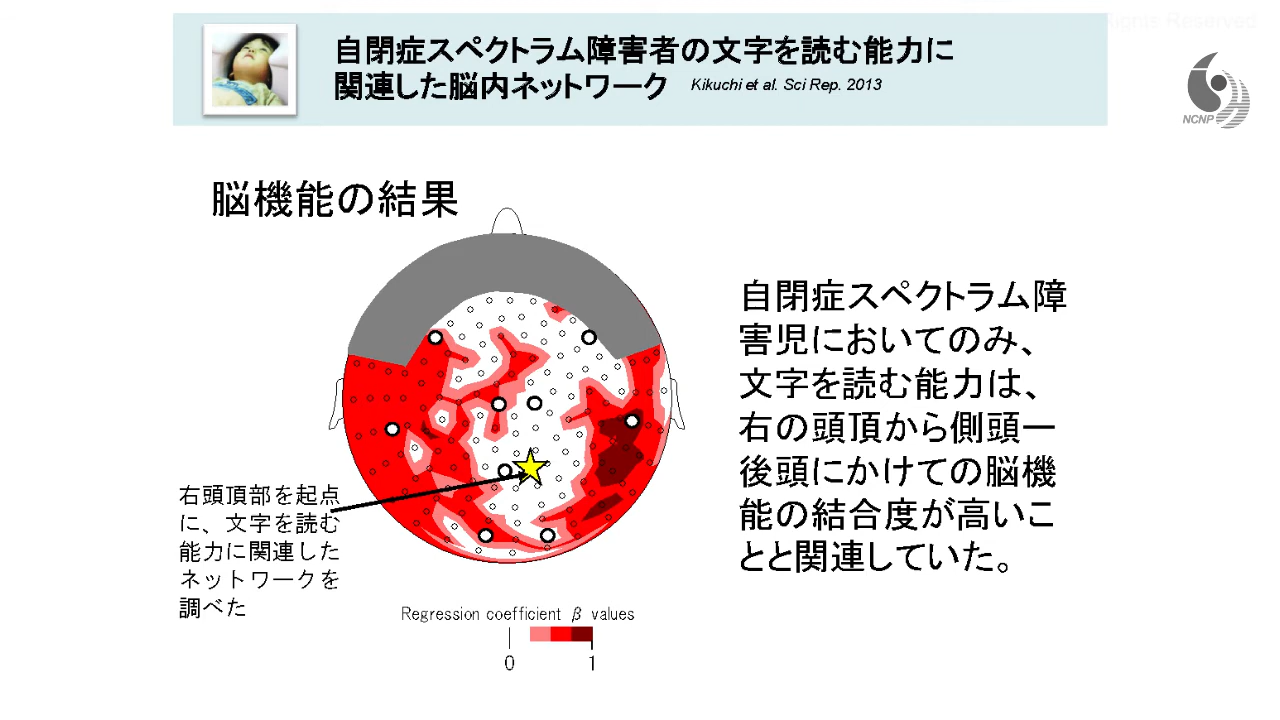 Rights Reserved
自閉症スペクトラム障害者の文字を読む能力に
関連した脳内ネットワーク Kikuchi et al. Sci Rep. 2013
NCNP
脳機能の結果
自閉症スペクトラム障
害児においてのみ、
文字を読む能力は、
右の頭頂から側頭ー
後頭にかけての脳機
能の結合度が高いこ
とと関連していた。
右頭頂部を起点
に、文字を読む
能力に関連した
ネットワークを
調べた
Regression coefficient β values
0 1